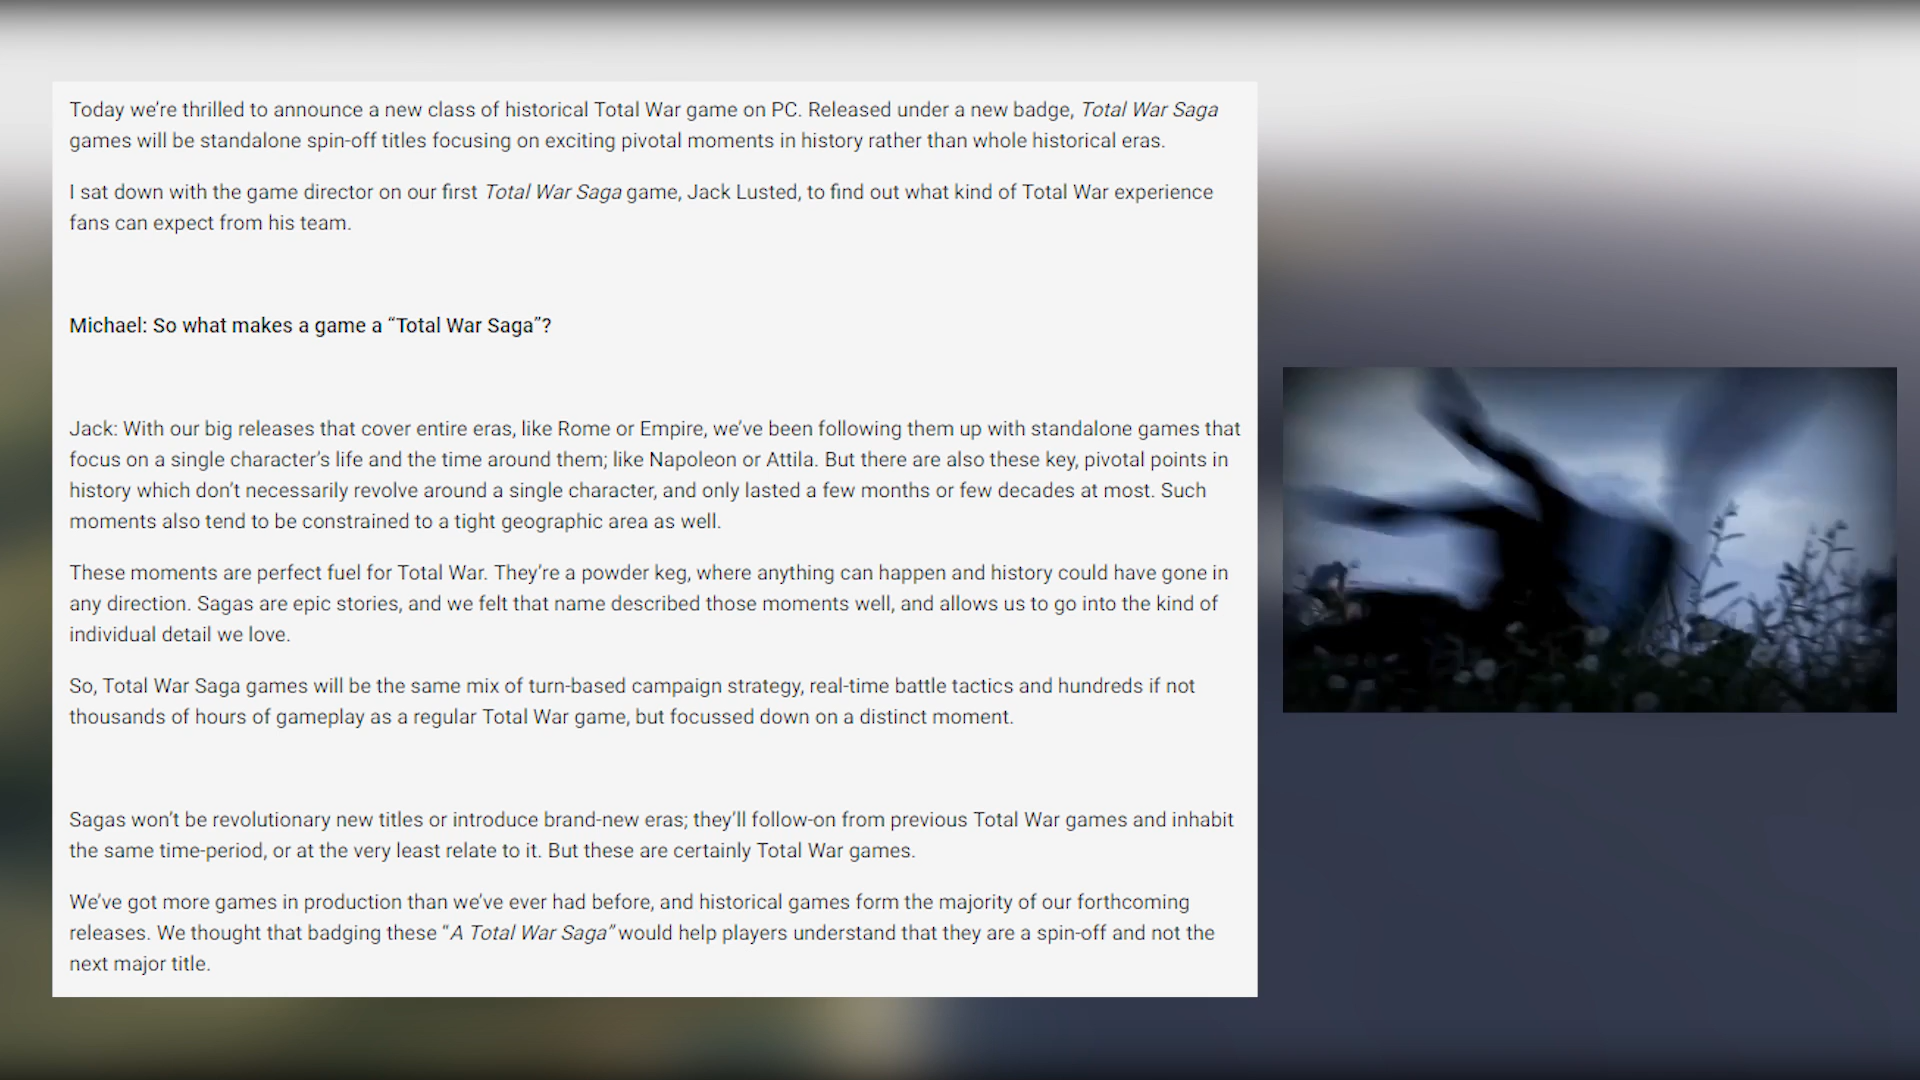 Today we're thrilled to announce a new class of historical Total War game on PC. Released under a new badge, Total War Saga
games will be standalone spin-off titles focusing on exciting pivotal moments in history rather than whole historical eras.
I sat down with the game director on our first Total War Saga game, Jack Lusted, to find out what kind of Total War experience
fans can expect from his team.
Michael: So what makes a game a “Total War Saga”?
Jack: With our big releases that cover entire eras, like Rome or Empire, we've been following them up with standalone games that
focus on a single character's life and the time around them; like Napoleon or Attila. But there are also these key, pivotal points in
history which don't necessarily revolve around a single character, and only lasted a few months or few decades at most. Such
moments also tend to be constrained to a tight geographic area as well.
These moments are perfect fuel for Total War. They're a powder keg, where anything can happen and history could have gone in
any direction. Sagas are epic stories, and we felt that name described those moments well, and allows us to go into the kind of
individual detail we love.
So, Total War Saga games will be the same mix of turn-based campaign strategy, real-time battle tactics and hundreds if not
thousands of hours of gameplay as a regular Total War game, but focussed down on a distinct moment.
Sagas won't be revolutionary new titles or introduce brand-new eras; they'll follow-on from previous Total War games and inhabit
the same time-period, or at the very least relate to it. But these are certainly Total War games.
We've got more games in production than we've ever had before, and historical games form the majority of our forthcoming
releases. We thought that badging these “A Total War Saga” would help players understand that they are a spin-off and not the
next major title.